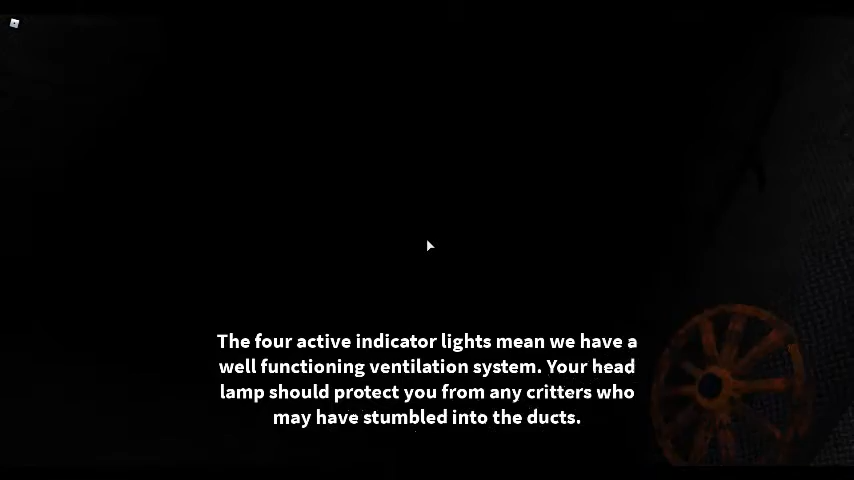 The four active indicator lights mean we have a
well functioning ventilation system. Your head
lamp should protect you from any critters who
may have stumbled into the ducts.